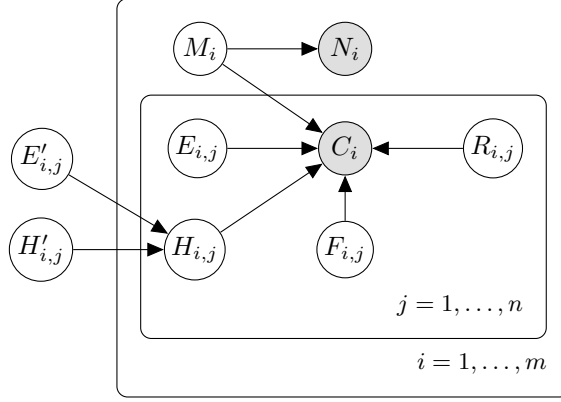 M_i N_i
E_{i,j} C_i R_{i,j}
E'_{i,j}
H'_{i,j} H_{i,j} F_{i,j}
j = 1, . . . , n
i = 1, . . . , m